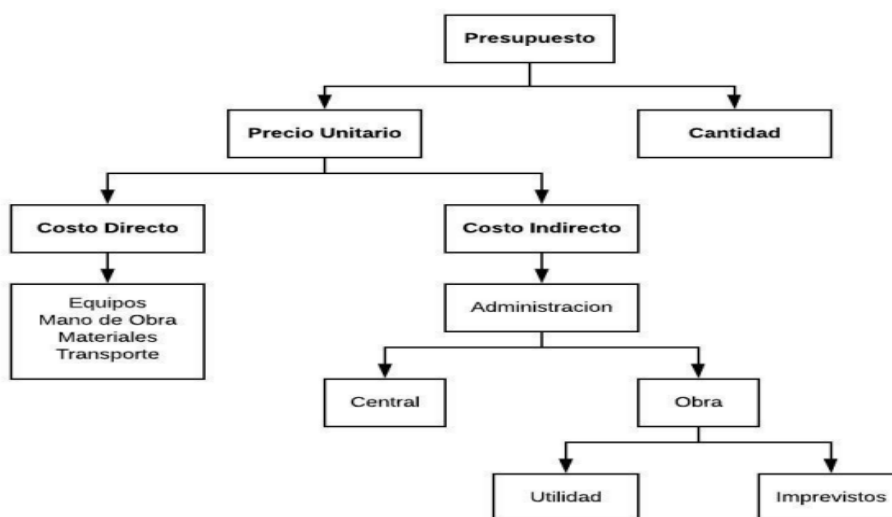 Presupuesto
Precio Unitario
Cantidad
Costo Directo
Costo Indirecto
Equipos
Mano de Obra
Materiales
Transporte
Administracion
Central
Obra
Utilidad
Imprevistos